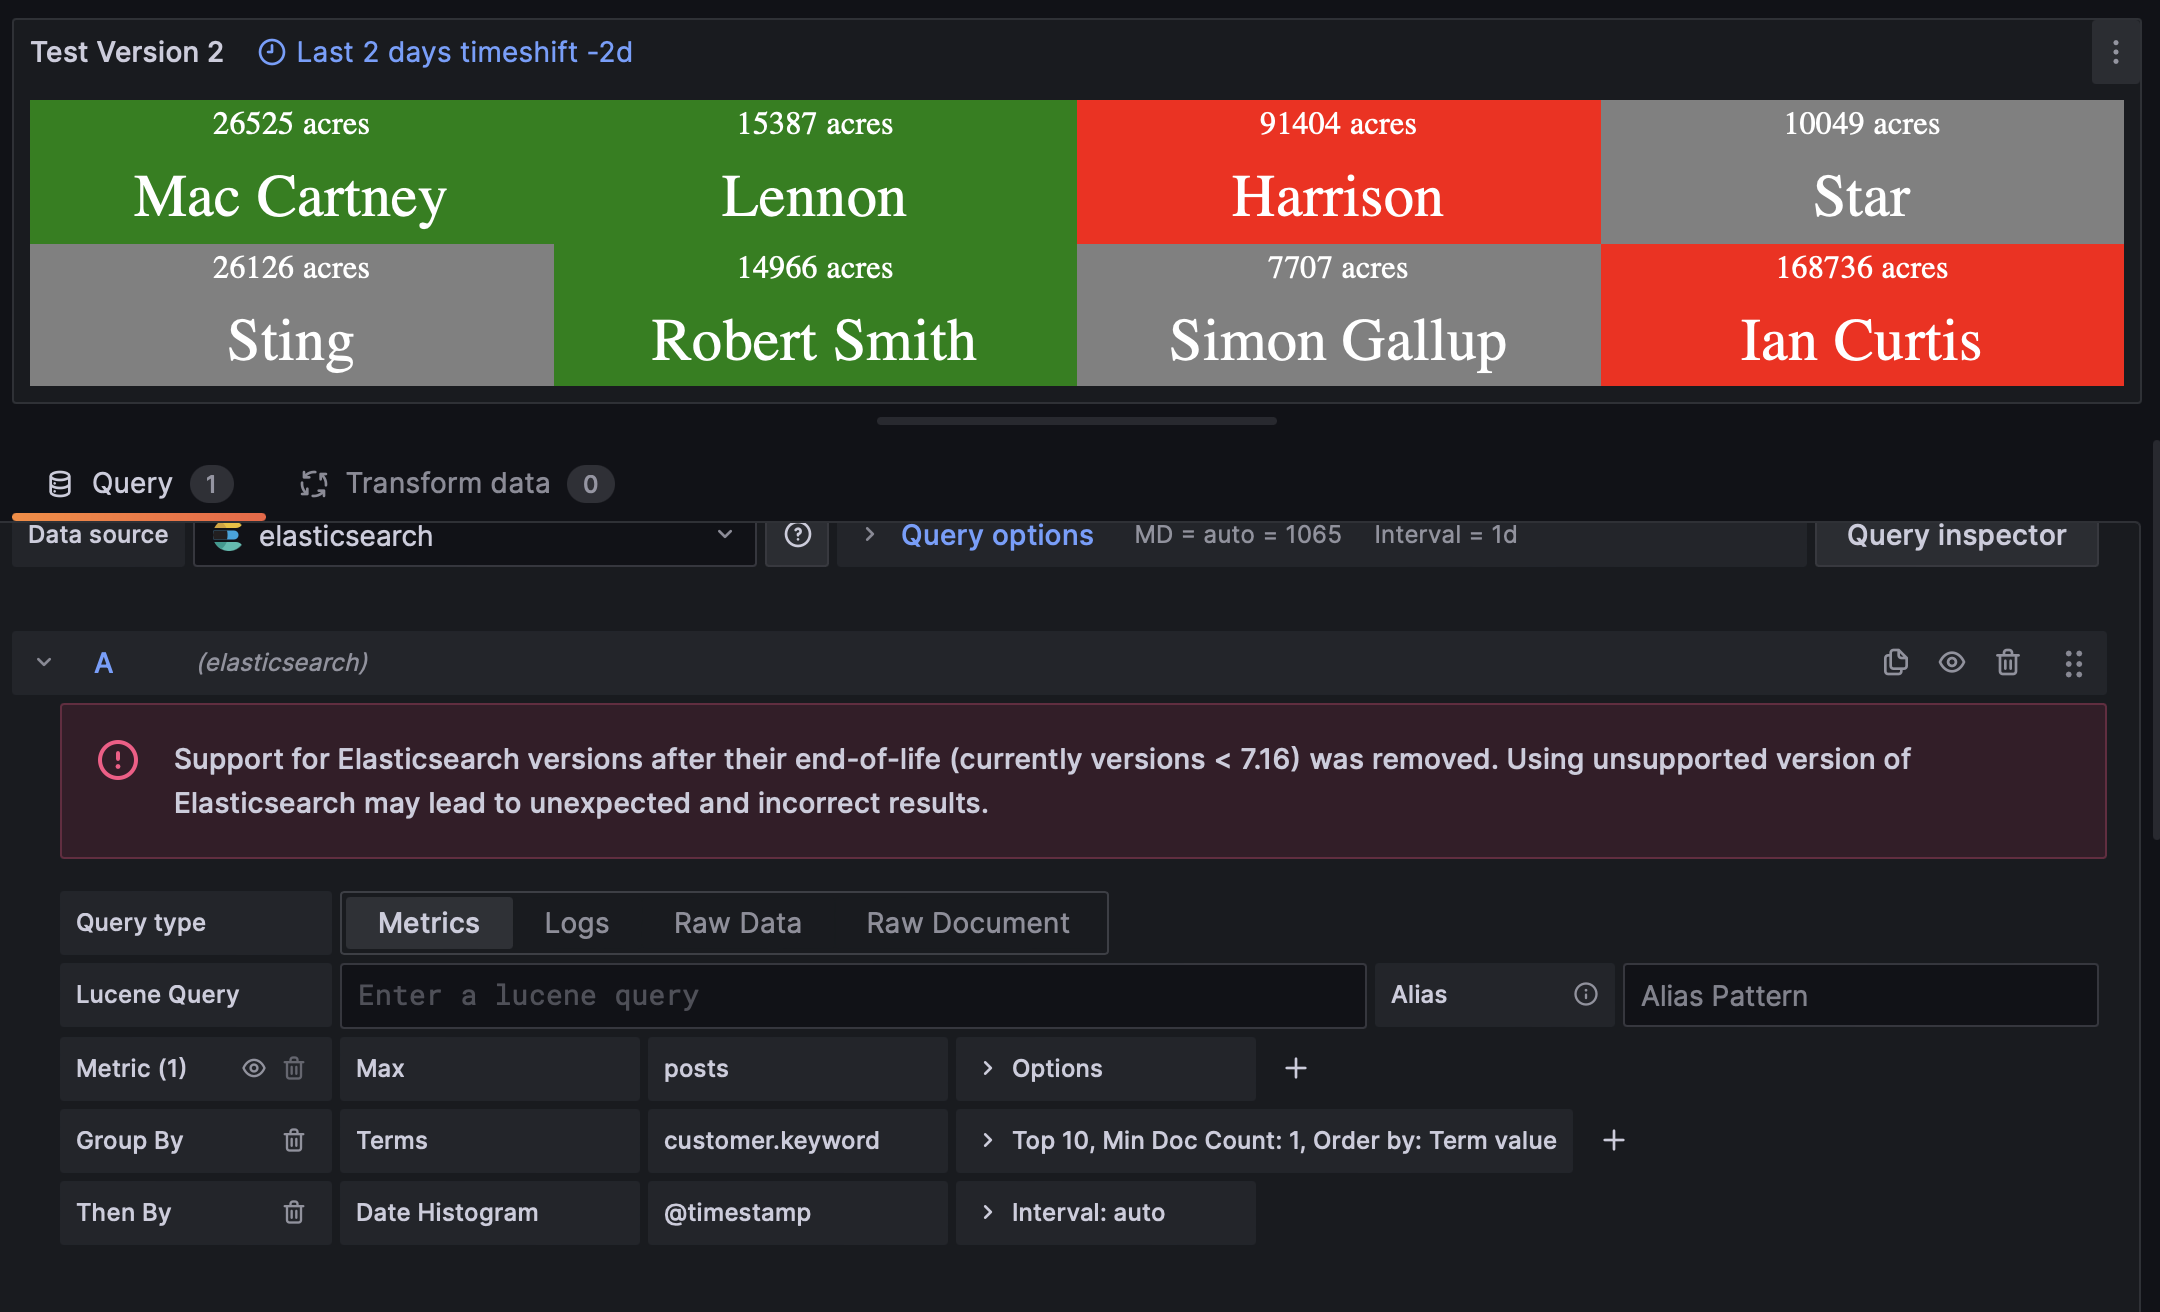 Test Version 2 Last 2 days timeshift -2d
26525 acres 15387 acres 91404 acres 10049 acres
Mac Cartney Lennon Harrison Star
26126 acres 14966 acres 7707 acres 168736 acres
Sting Robert Smith Simon Gallup Ian Curtis
Query 1 Transform data 0
Data source elasticsearch Query options MD = auto = 1065 Interval = 1d Query inspector
A (elasticsearch)
Support for Elasticsearch versions after their end-of-life (currently versions < 7.16) was removed. Using unsupported version of
Elasticsearch may lead to unexpected and incorrect results.
Query type Metrics Logs Raw Data Raw Document
Lucene Query Enter a lucene query Alias Alias Pattern
Metric (1) Max posts Options
Group By Terms customer.keyword Top 10, Min Doc Count: 1, Order by: Term value
Then By Date Histogram @timestamp Interval: auto